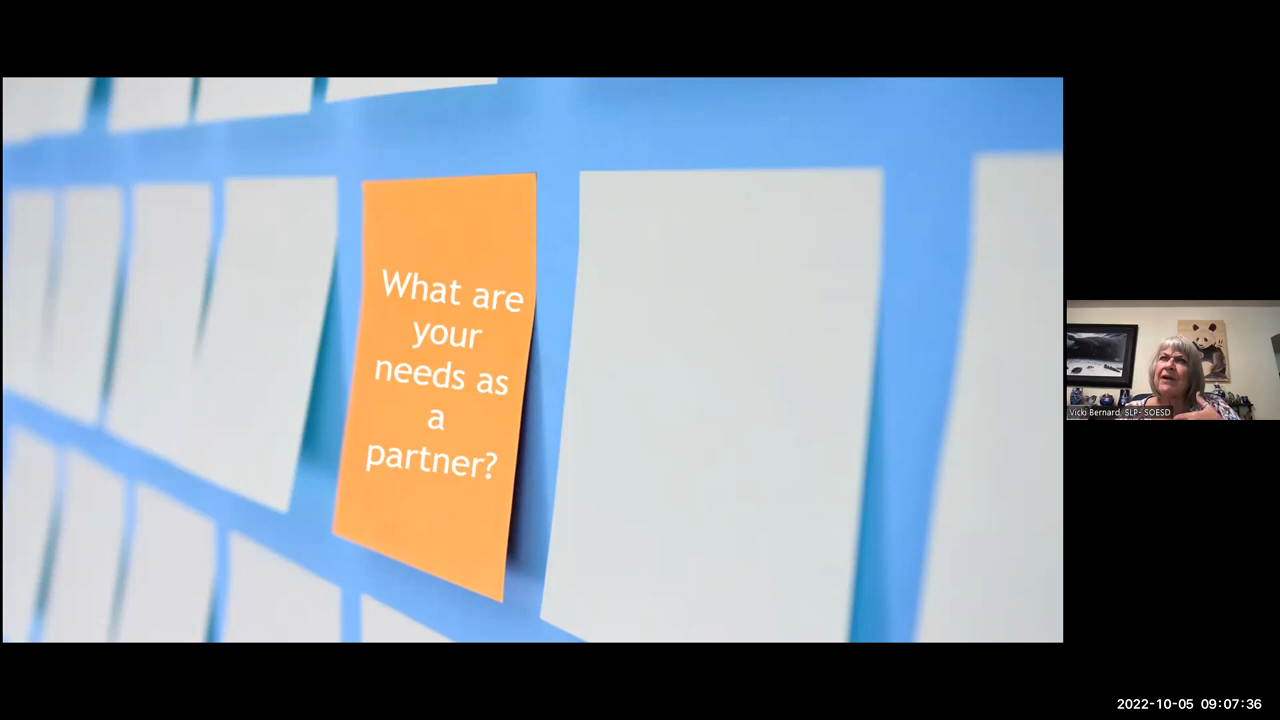 What are
your
needs as
a
partner?
Vicki Bernard, SLP- SOESD
2022-10-05 09:07:36